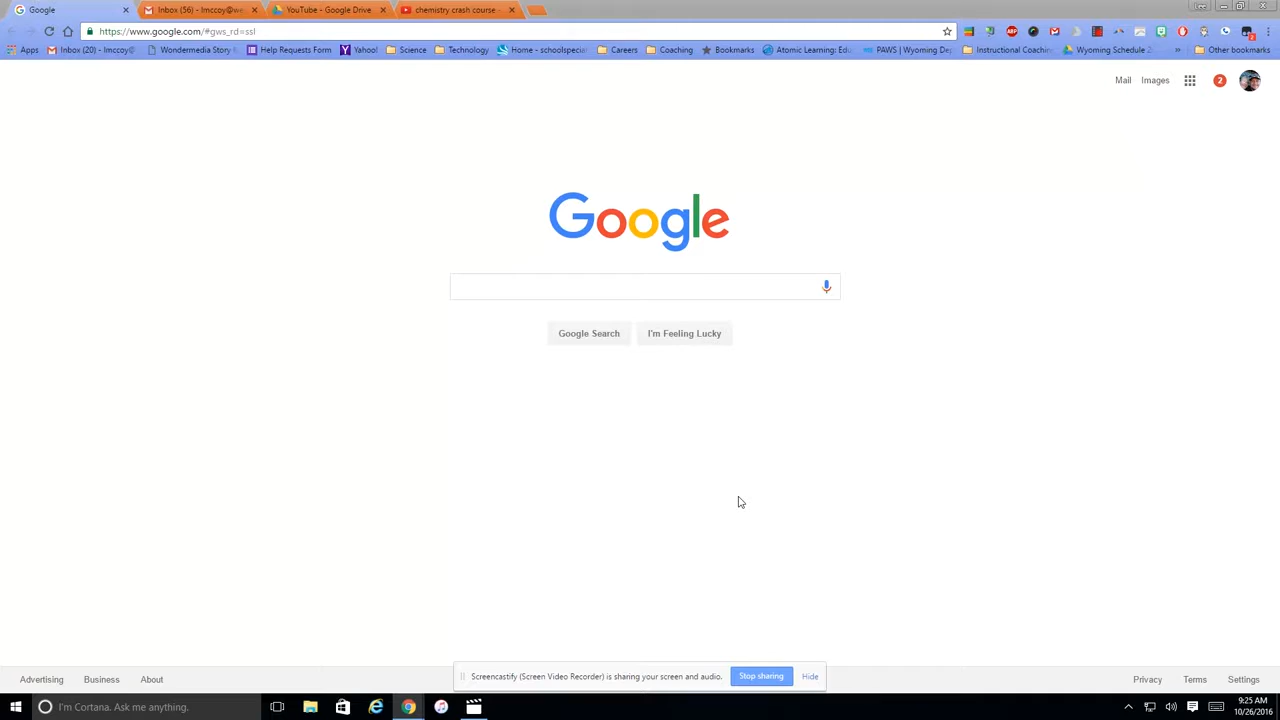 Google
Inbox (56) - lmccoy@we
YouTube - Google Drive
chemistry crash course -
https://www.google.com/#gws_rd=ssl
Apps
Inbox (20) - lmccoy@
Wondermedia Story
Help Requests Form
Yahoo!
Science
Technology
Home - schoolspecial
Careers
Coaching
Bookmarks
Atomic Learning: Edu
PAWS | Wyoming Dep
Instructional Coachin
Wyoming Schedule 2
»
Other bookmarks
Mail
Images
2
Google
Google Search
I'm Feeling Lucky
Advertising
Business
About
Screencastify (Screen Video Recorder) is sharing your screen and audio.
Stop sharing
Hide
Privacy
Terms
Settings
I'm Cortana. Ask me anything.
9:25 AM
10/26/2016